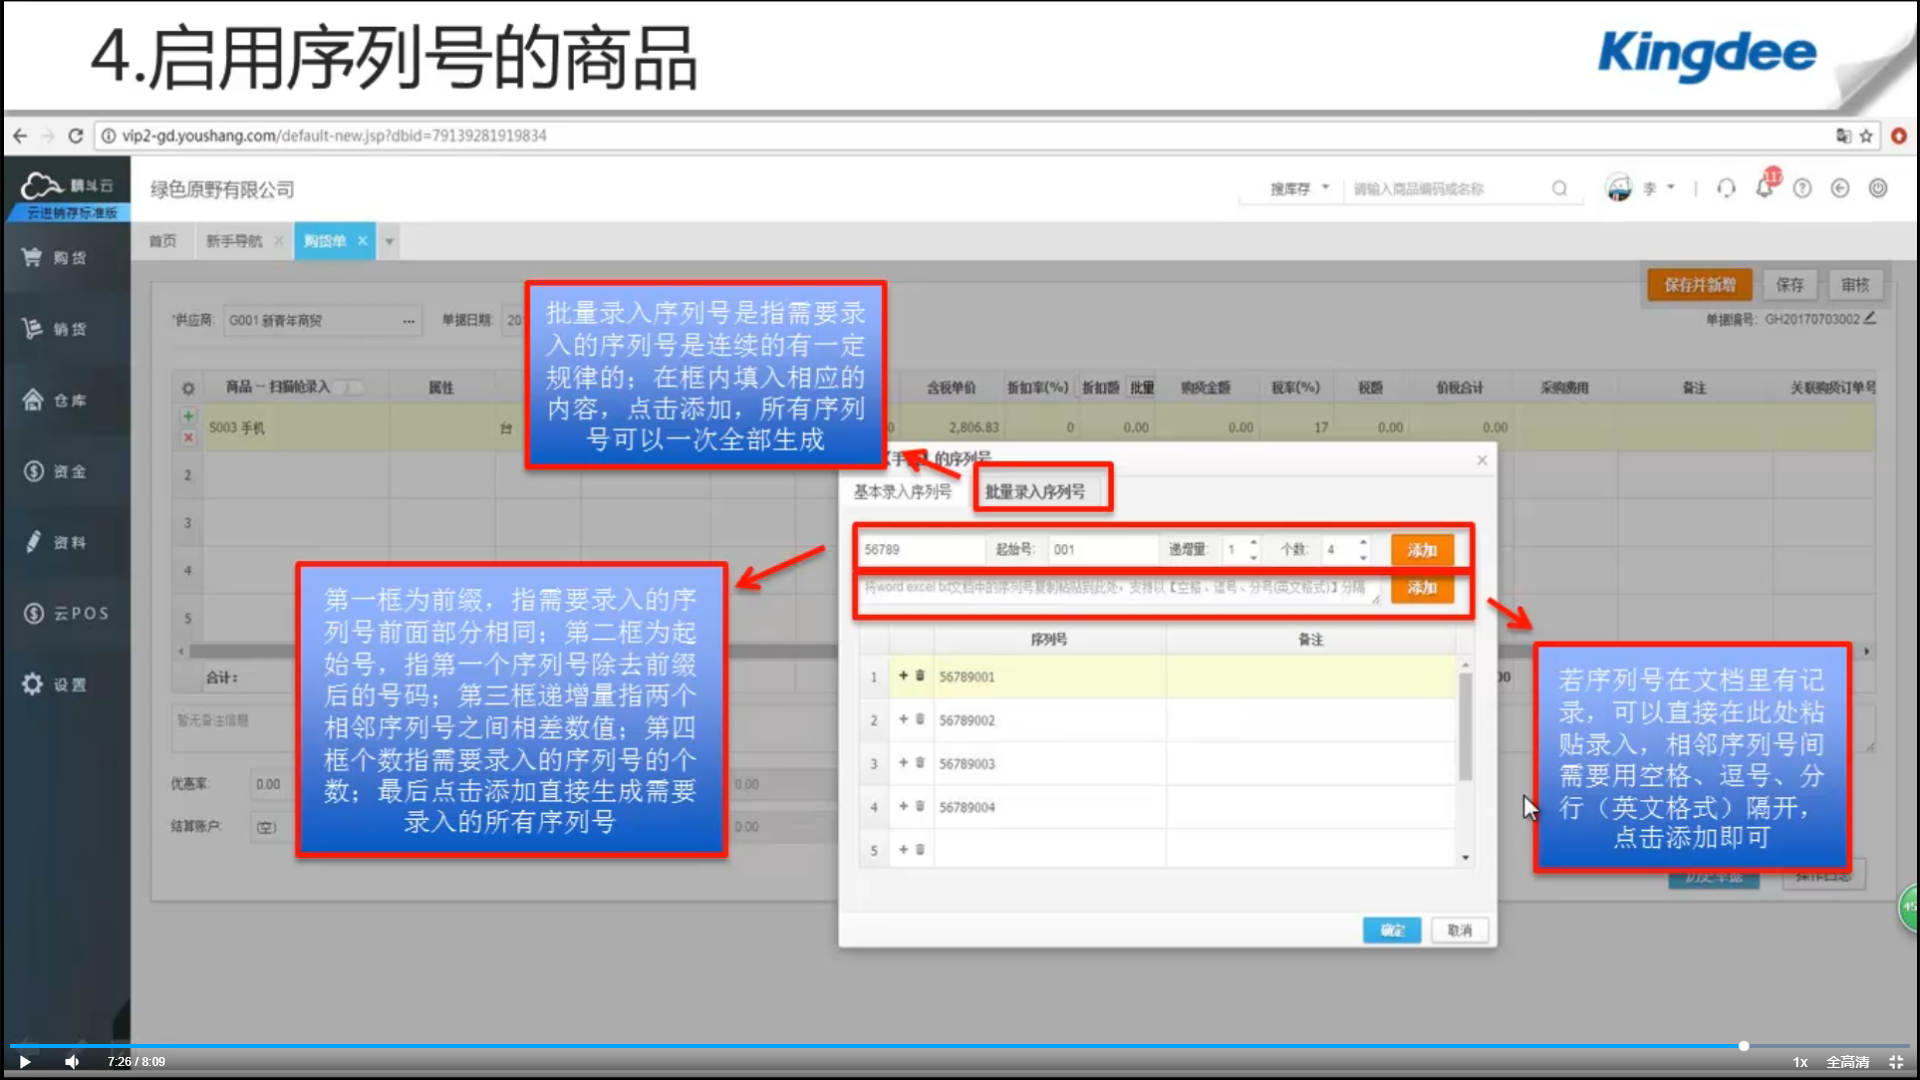 4.启用序列号的商品
Kingdee
vip2-gd.youshang.com/default-new.jsp?dbid=79139281919834
精斗云
云进销存标准版
绿色原野有限公司
搜库存
请输入商品编码或名称
李
117
首页
新手导航
购货单
购货
销货
仓库
资金
资料
云POS
设置
保存并新增
保存
审核
*供应商:
G001 新青年商贸
...
单据日期:
20
单据编号:
GH20170703002
批量录入序列号是指需要录
入的序列号是连续的有一定
规律的；在框内填入相应的
内容，点击添加，所有序列
号可以一次全部生成
商品 -- 扫描枪录入
属性
含税单价
折扣率(%)
折扣额
批量
购货金额
税率(%)
税额
价税合计
采购费用
备注
关联购货订单号
S003 手机
台
0
2,806.83
0
0.00
0.00
17
0.00
0.00
2
3
4
5
合计:
00
暂无备注信息
优惠率:
0.00
0.00
结算账户:
(空)
0.00
的序列号
基本录入序列号
批量录入序列号
56789
起始号:
001
递增量:
1
个数:
4
添加
将word excel txt文档中的序列号复制粘贴到此处，支持以【空格、逗号、分号(英文格式)】分隔
添加
序列号
备注
1
56789001
2
56789002
3
56789003
4
56789004
5
确定
取消
第一框为前缀，指需要录入的序
列号前面部分相同；第二框为起
始号，指第一个序列号除去前缀
后的号码；第三框递增量指两个
相邻序列号之间相差数值；第四
框个数指需要录入的序列号的个
数；最后点击添加直接生成需要
录入的所有序列号
若序列号在文档里有记
录，可以直接在此处粘
贴录入，相邻序列号间
需要用空格、逗号、分
行（英文格式）隔开，
点击添加即可
历史单据
操作日志
45
7:26 / 8:09
1x
全高清